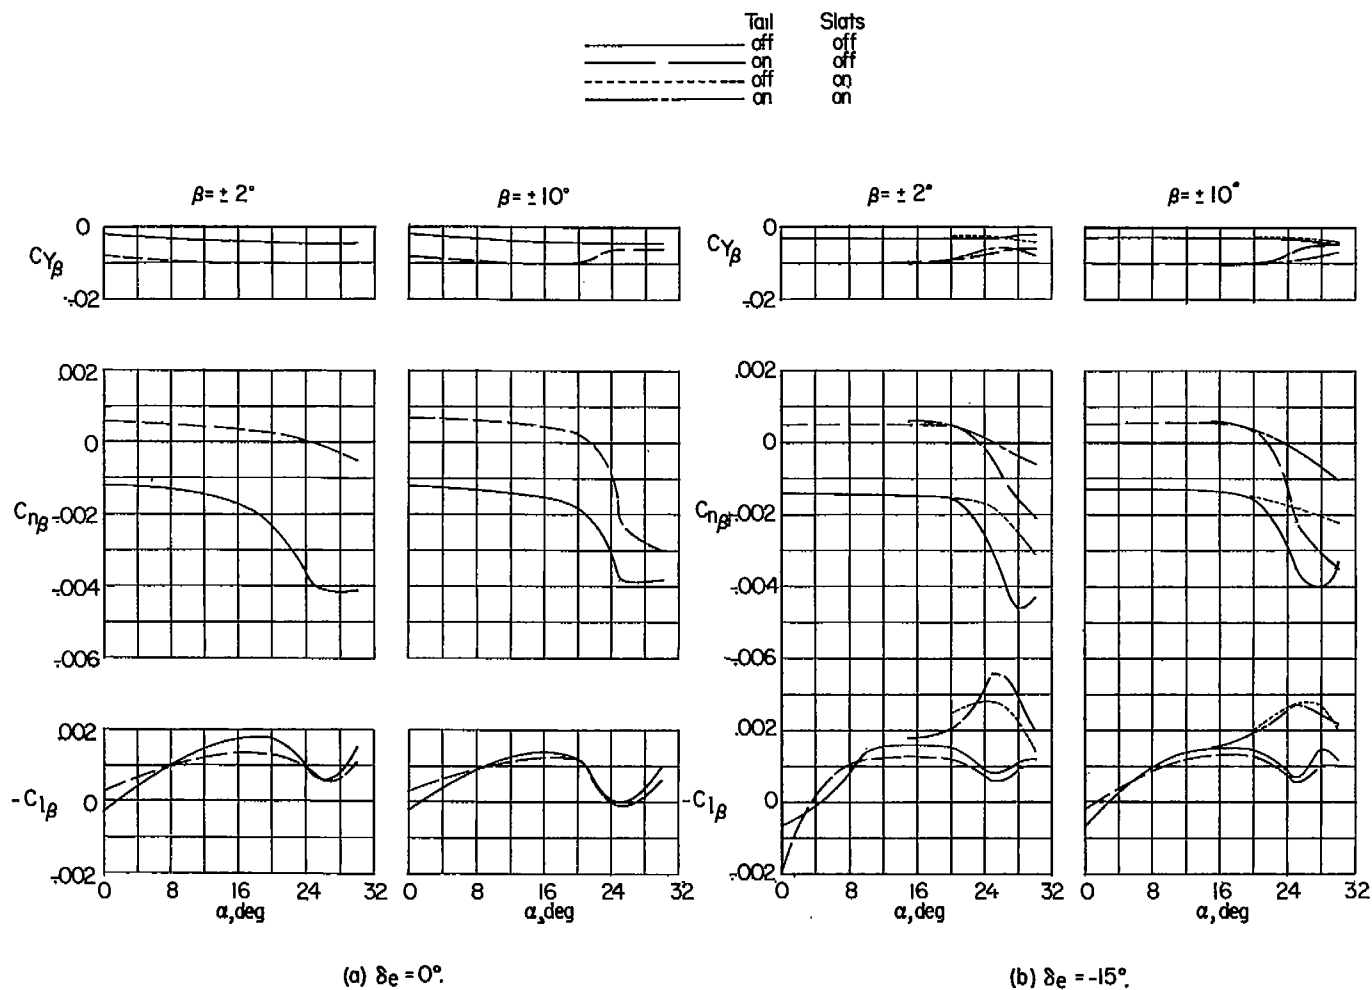 Tail Slats
off off
on off
off on
on on
β = ± 2° β = ± 10° β = ± 2° β = ± 10°
0 0
CYβ CYβ
-.02 -.02
.002 .002
0 0
Cnβ -.002 Cnβ -.002
-.004 -.004
-.006 -.006
.002 .002
-Clβ 0 -Clβ 0
-.002 -.002
0 8 16 24 32 0 8 16 24 32 0 8 16 24 32 0 8 16 24 32
α, deg α, deg α, deg α, deg
(a) δe = 0°. (b) δe = -15°.